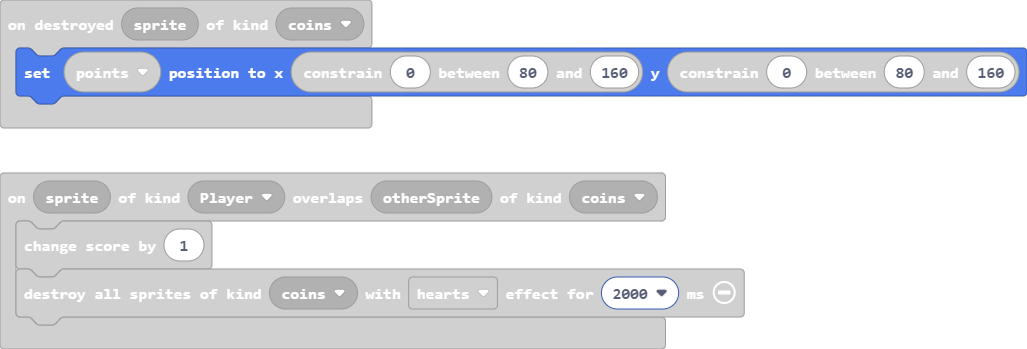 on destroyed sprite of kind coins
set points position to x constrain 0 between 80 and 160 y constrain 0 between 80 and 160
on sprite of kind Player overlaps otherSprite of kind coins
change score by 1
destroy all sprites of kind coins with hearts effect for 2000 ms